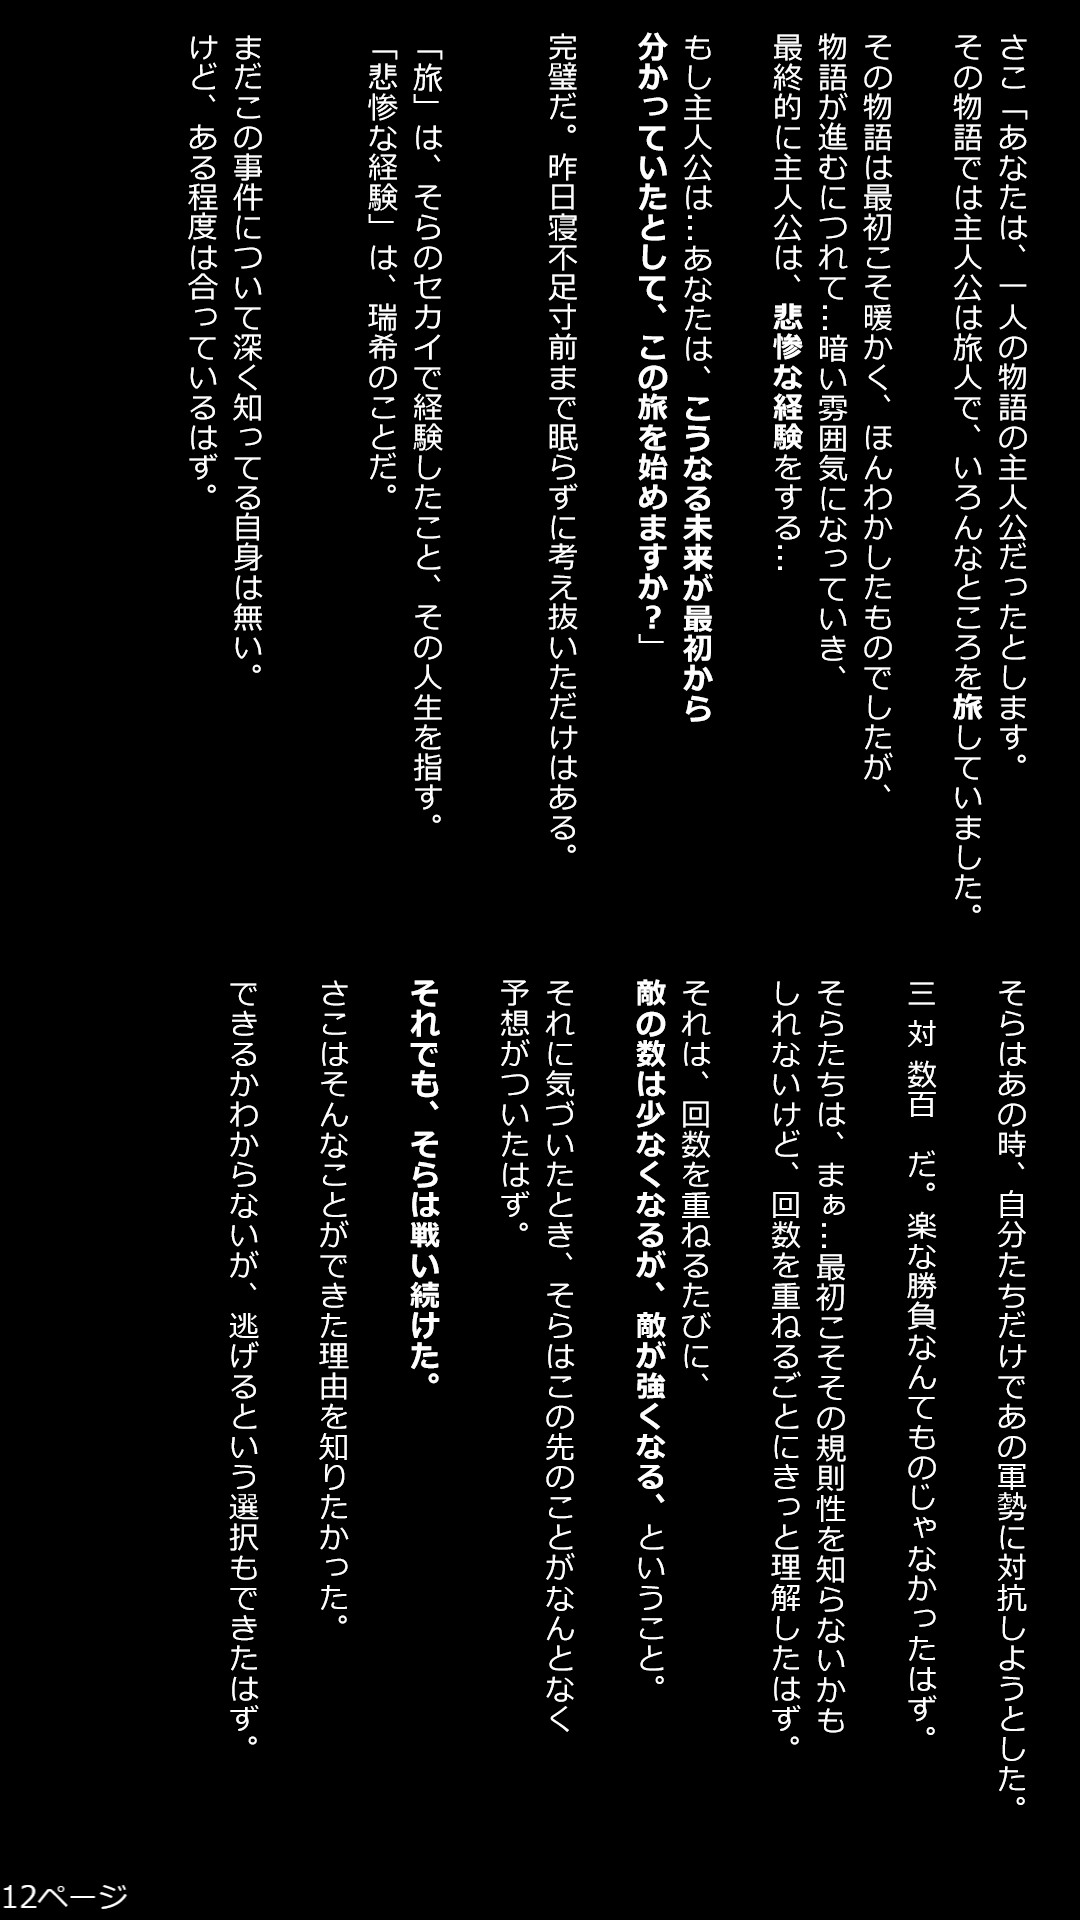 さこ「あなたは、一人の物語の主人公だったとします。
その物語では主人公は旅人で、いろんなところを旅していました。
その物語は最初こそ暖かく、ほんわかしたものでしたが、
物語が進むにつれて…暗い雰囲気になっていき、
最終的に主人公は、悲惨な経験をする…
もし主人公は…あなたは、こうなる未来が最初から
分かっていたとして、この旅を始めますか？」
完璧だ。昨日寝不足寸前まで眠らずに考え抜いただけはある。
「旅」は、そらのセカイで経験したこと、その人生を指す。
「悲惨な経験」は、瑞希のことだ。
まだこの事件について深く知ってる自身は無い。
けど、ある程度は合っているはず。
そらはあの時、自分たちだけであの軍勢に対抗しようとした。
三 対 数百　だ。楽な勝負なんてものじゃなかったはず。
そらたちは、まぁ…最初こそその規則性を知らないかも
しれないけど、回数を重ねるごとにきっと理解したはず。
それは、回数を重ねるたびに、
敵の数は少なくなるが、敵が強くなる、ということ。
それに気づいたとき、そらはこの先のことがなんとなく
予想がついたはず。
それでも、そらは戦い続けた。
さこはそんなことができた理由を知りたかった。
できるかわからないが、逃げるという選択もできたはず。
12ページ